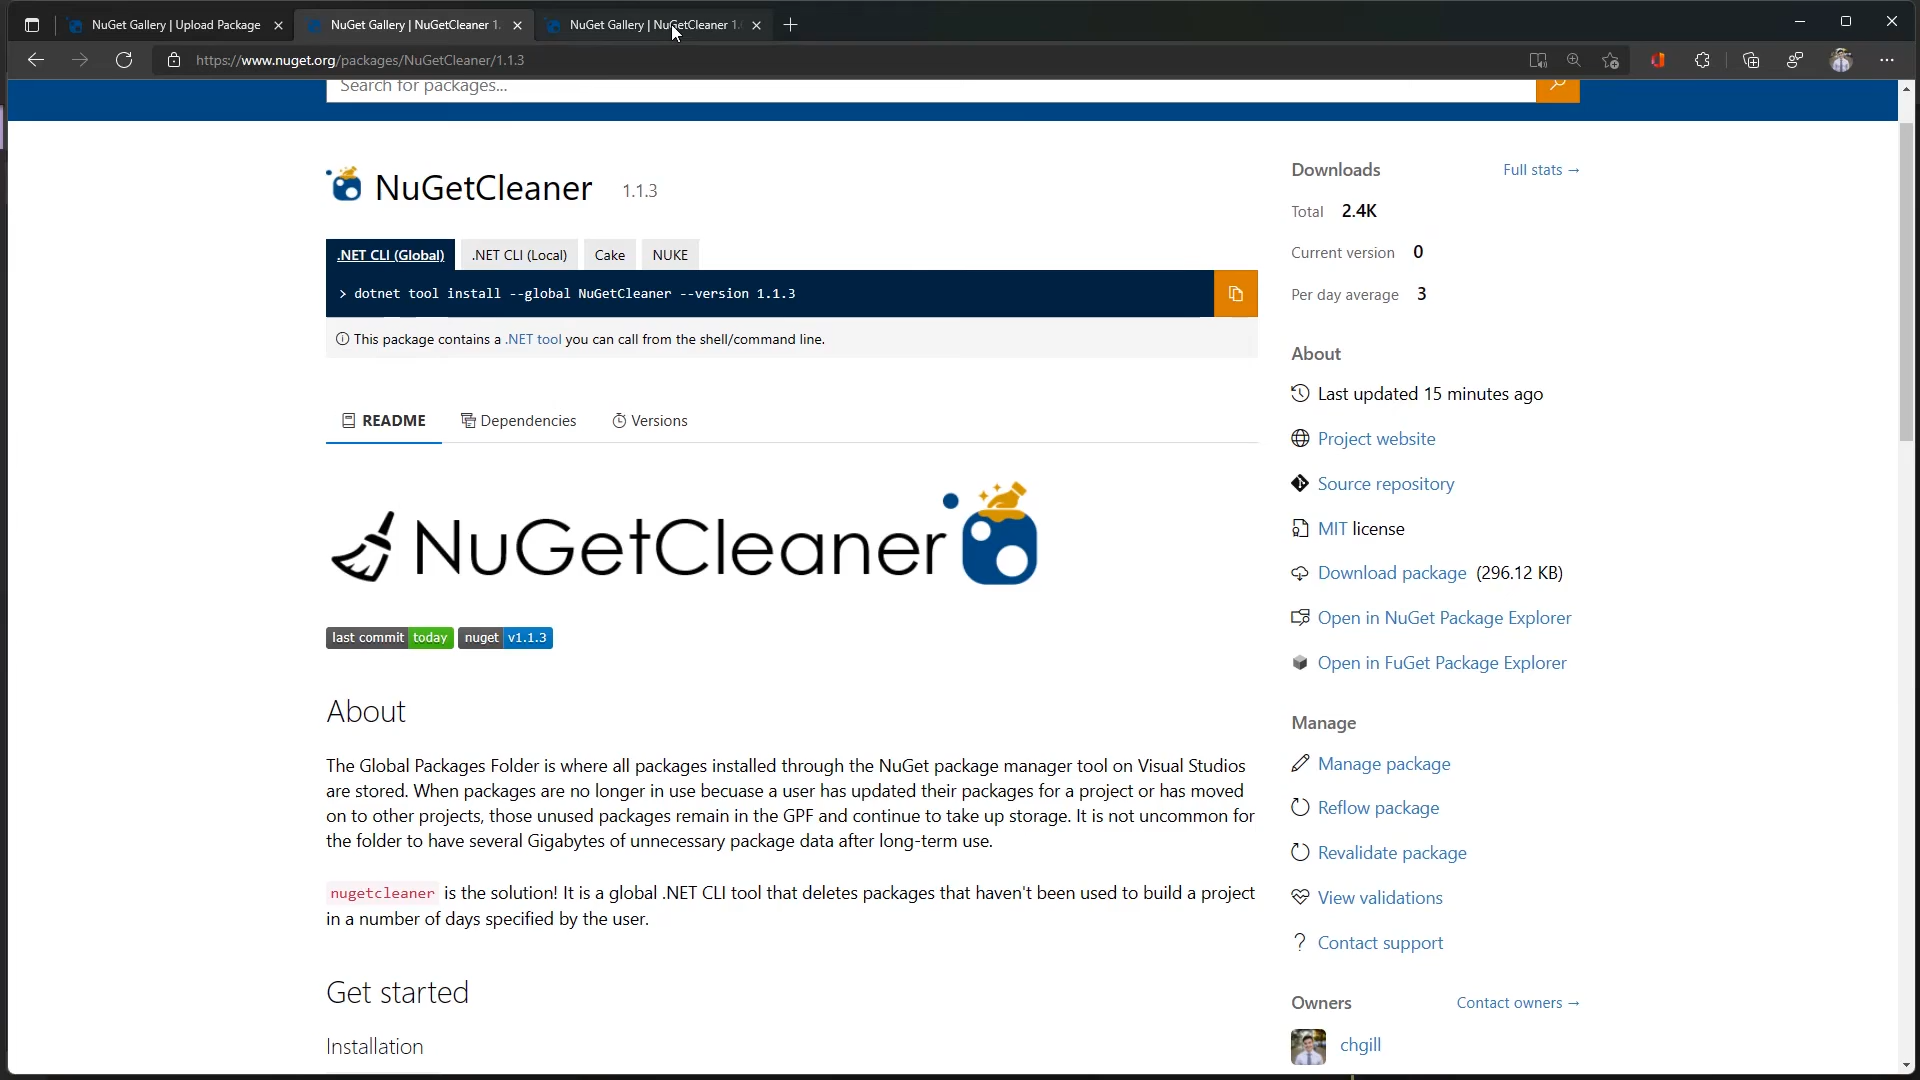 NuGet Gallery | Upload Package
NuGet Gallery | NuGetCleaner 1.
NuGet Gallery | NuGetCleaner 1.
https://www.nuget.org/packages/NuGetCleaner/1.1.3
Search for packages...
NuGetCleaner 1.1.3
.NET CLI (Global)
.NET CLI (Local)
Cake
NUKE
> dotnet tool install --global NuGetCleaner --version 1.1.3
This package contains a .NET tool you can call from the shell/command line.
README
Dependencies
Versions
NuGetCleaner
last commit today
nuget v1.1.3
About
The Global Packages Folder is where all packages installed through the NuGet package manager tool on Visual Studios
are stored. When packages are no longer in use becuase a user has updated their packages for a project or has moved
on to other projects, those unused packages remain in the GPF and continue to take up storage. It is not uncommon for
the folder to have several Gigabytes of unnecessary package data after long-term use.
nugetcleaner is the solution! It is a global .NET CLI tool that deletes packages that haven't been used to build a project
in a number of days specified by the user.
Get started
Installation
Downloads
Full stats →
Total 2.4K
Current version 0
Per day average 3
About
Last updated 15 minutes ago
Project website
Source repository
MIT license
Download package (296.12 KB)
Open in NuGet Package Explorer
Open in FuGet Package Explorer
Manage
Manage package
Reflow package
Revalidate package
View validations
Contact support
Owners
Contact owners →
chgill